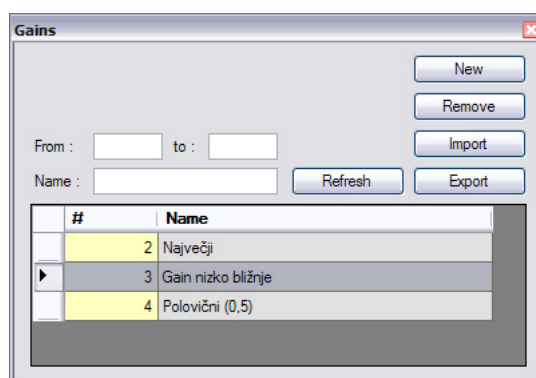 Gains
New
Remove
From : to : Import
Name : Refresh Export
# Name
2 Največji
3 Gain nizko bližnje
4 Polovični (0,5)